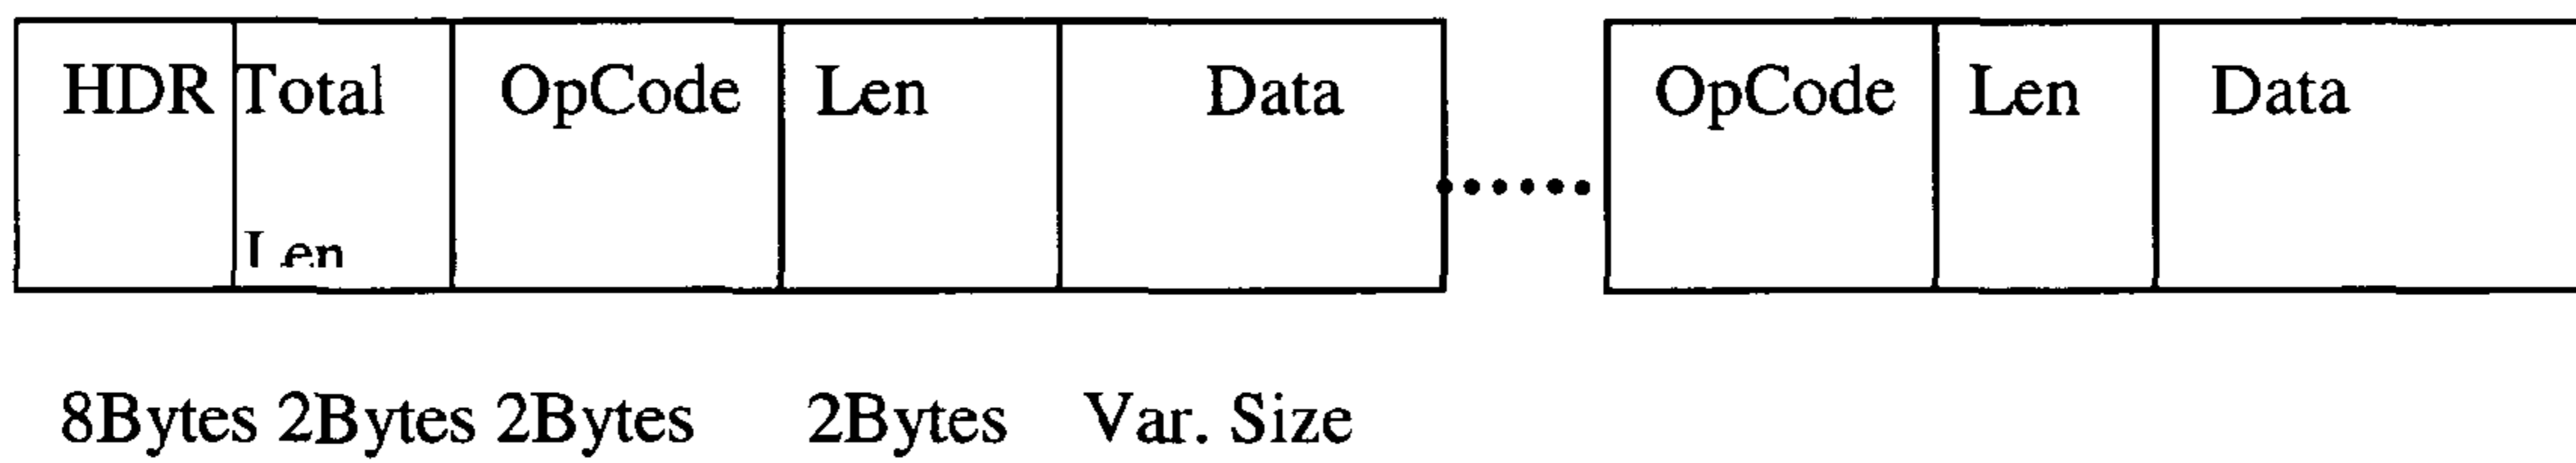 HDR Total OpCode Len Data OpCode Len Data
Len
8Bytes 2Bytes 2Bytes 2Bytes Var. Size